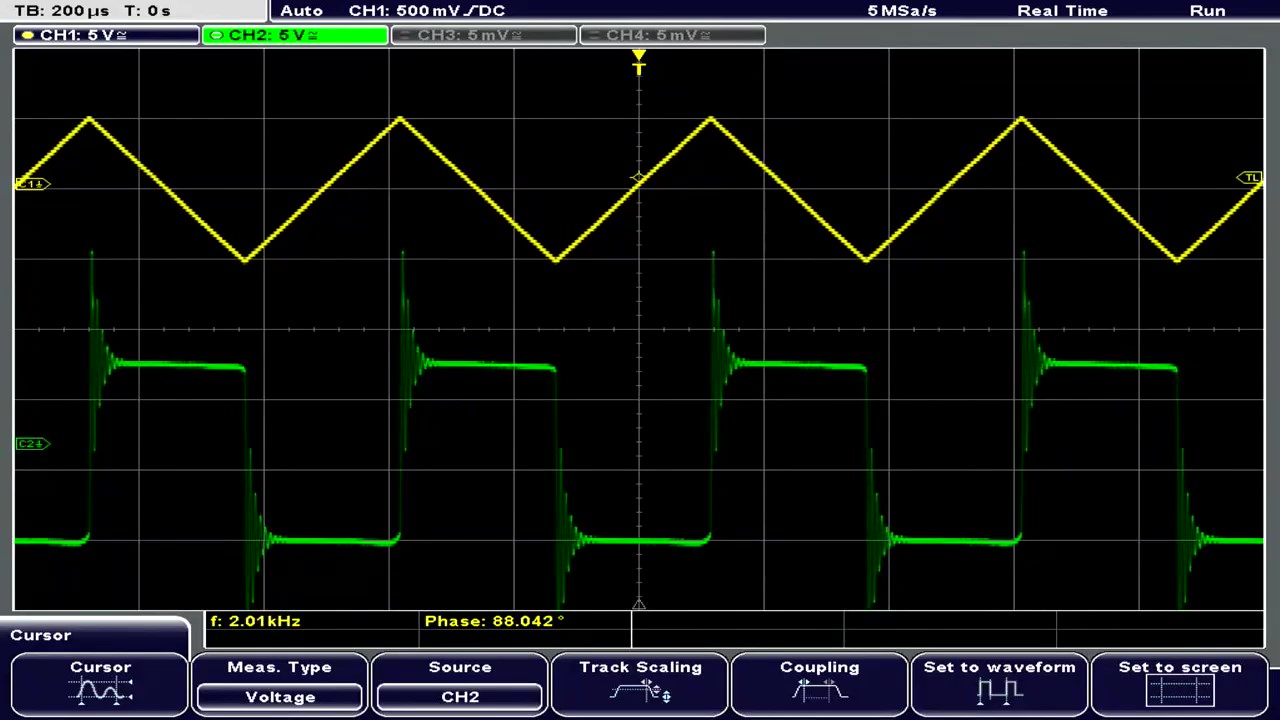 TB: 200 µs T: 0 s Auto CH1: 500 mV DC 5 MSa/s Real Time Run
CH1: 5 V CH2: 5 V CH3: 5 mV CH4: 5 mV
T
C1
TL
C2
f: 2.01kHz Phase: 88.042 °
Cursor
Cursor Meas. Type Source Track Scaling Coupling Set to waveform Set to screen
Voltage CH2